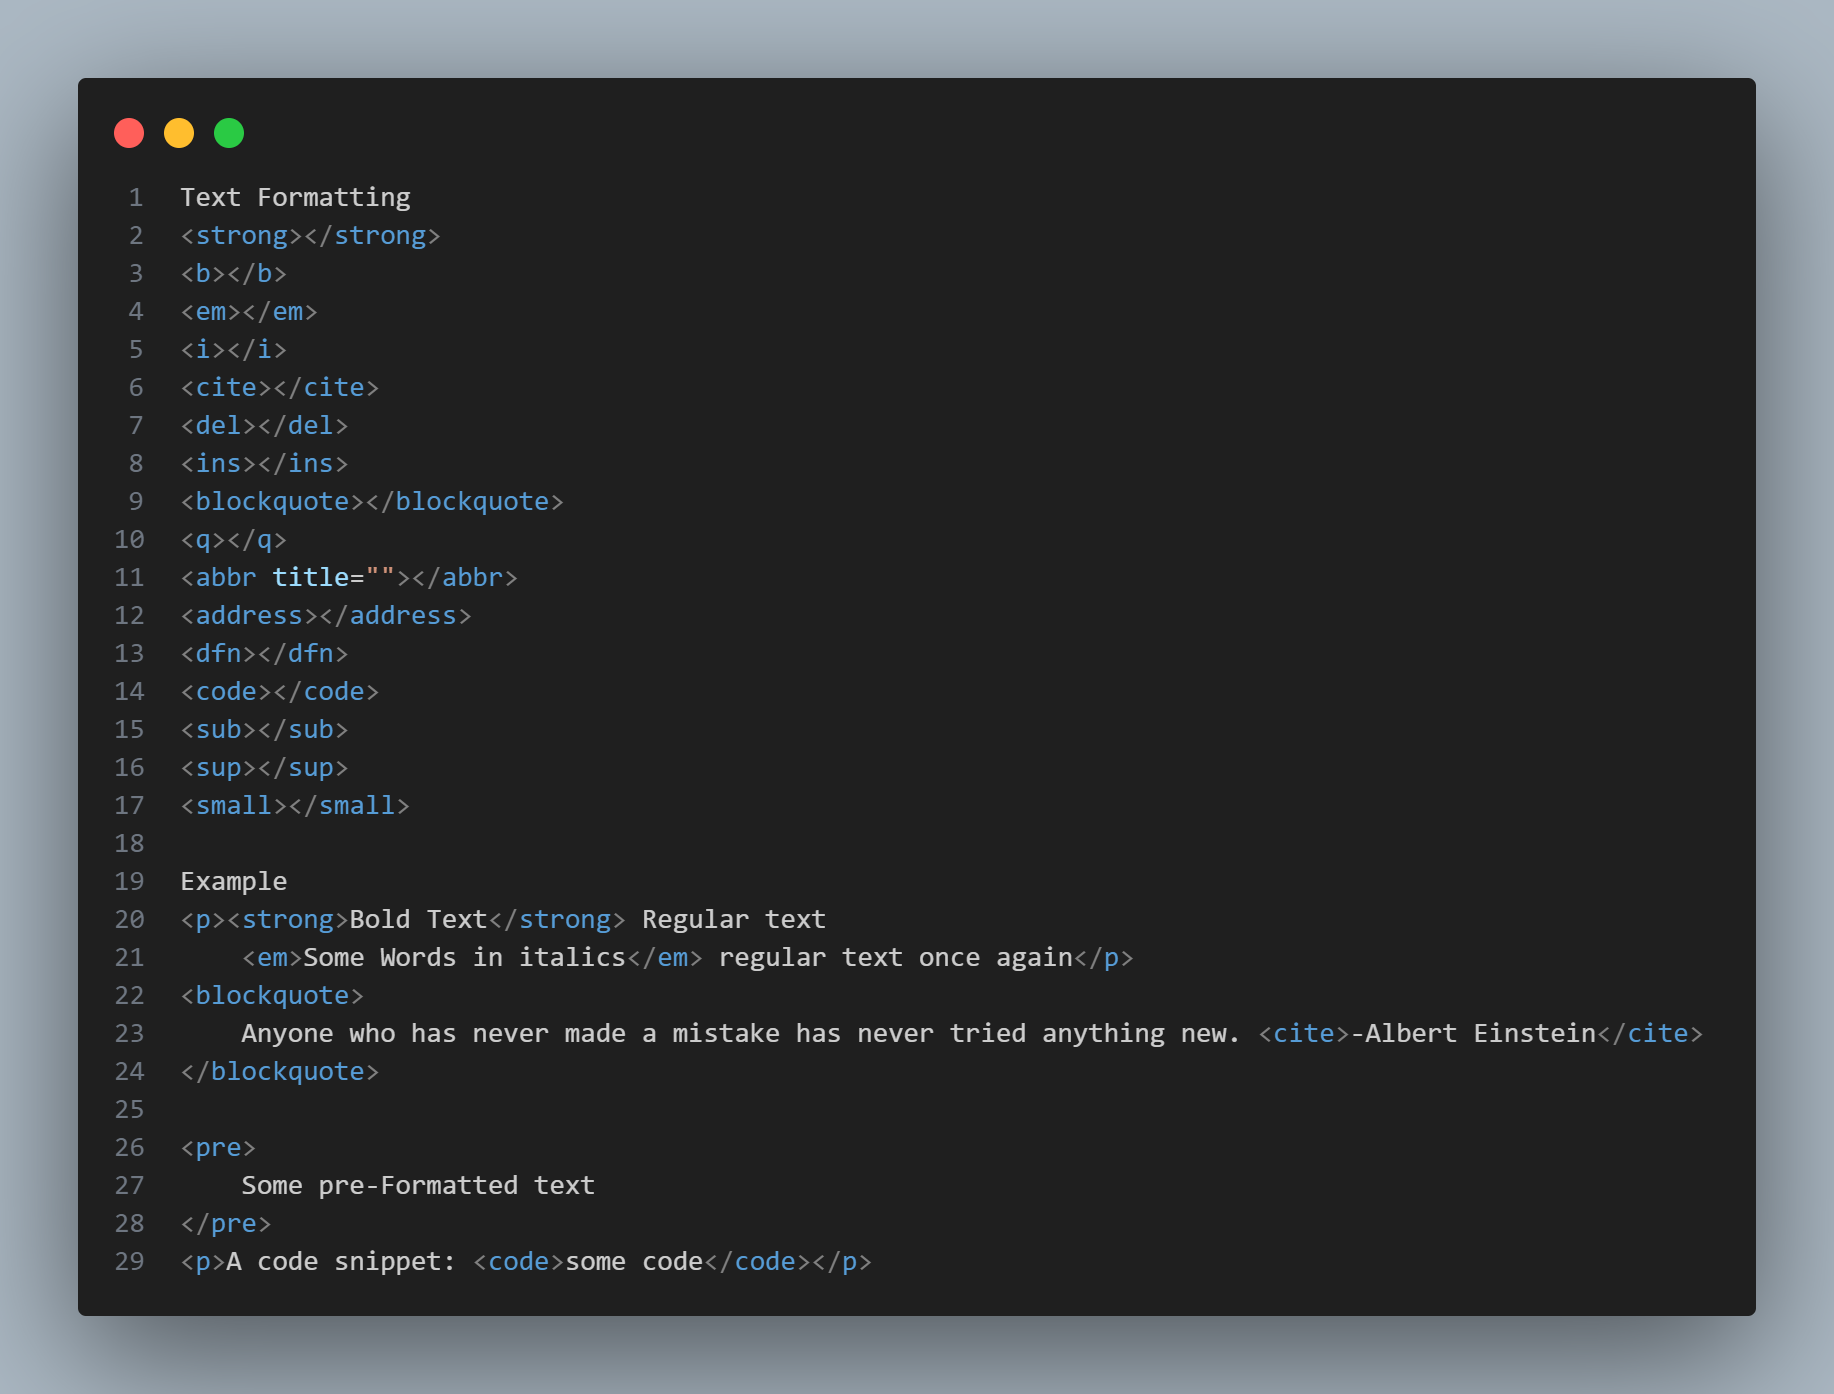 1 Text Formatting
2 <strong></strong>
3 <b></b>
4 <em></em>
5 <i></i>
6 <cite></cite>
7 <del></del>
8 <ins></ins>
9 <blockquote></blockquote>
10 <q></q>
11 <abbr title=""></abbr>
12 <address></address>
13 <dfn></dfn>
14 <code></code>
15 <sub></sub>
16 <sup></sup>
17 <small></small>
18
19 Example
20 <p><strong>Bold Text</strong> Regular text
21     <em>Some Words in italics</em> regular text once again</p>
22 <blockquote>
23     Anyone who has never made a mistake has never tried anything new. <cite>-Albert Einstein</cite>
24 </blockquote>
25
26 <pre>
27     Some pre-Formatted text
28 </pre>
29 <p>A code snippet: <code>some code</code></p>